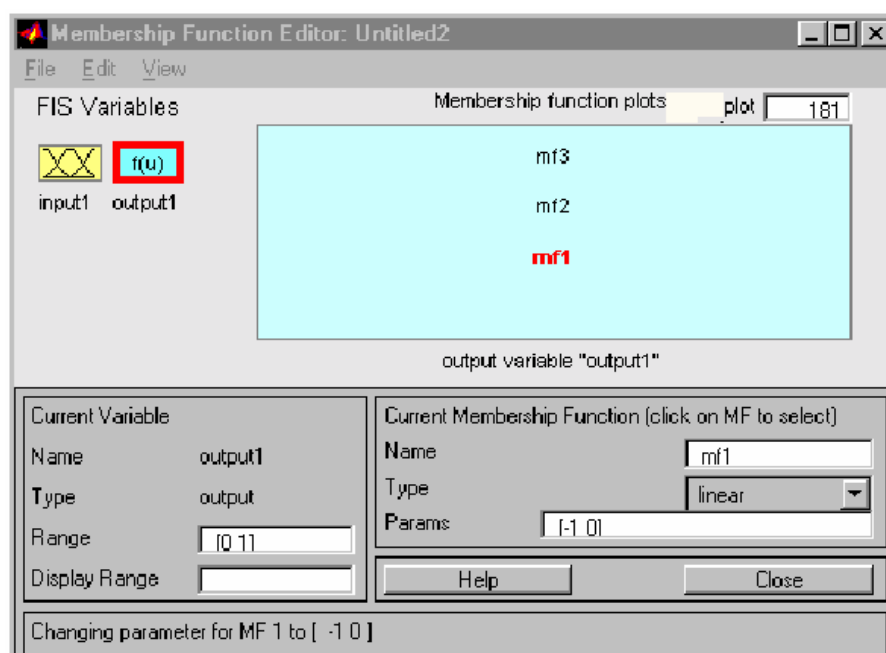 Membership Function Editor: Untitled2
File Edit View
FIS Variables
Membership function plots plot 181
f(u)
input1 output1
mf3
mf2
mf1
output variable "output1"
Current Variable
Name output1
Type output
Range [0 1]
Display Range
Current Membership Function (click on MF to select)
Name mf1
Type linear
Params [-1 0]
Help Close
Changing parameter for MF 1 to [ -1 0 ]